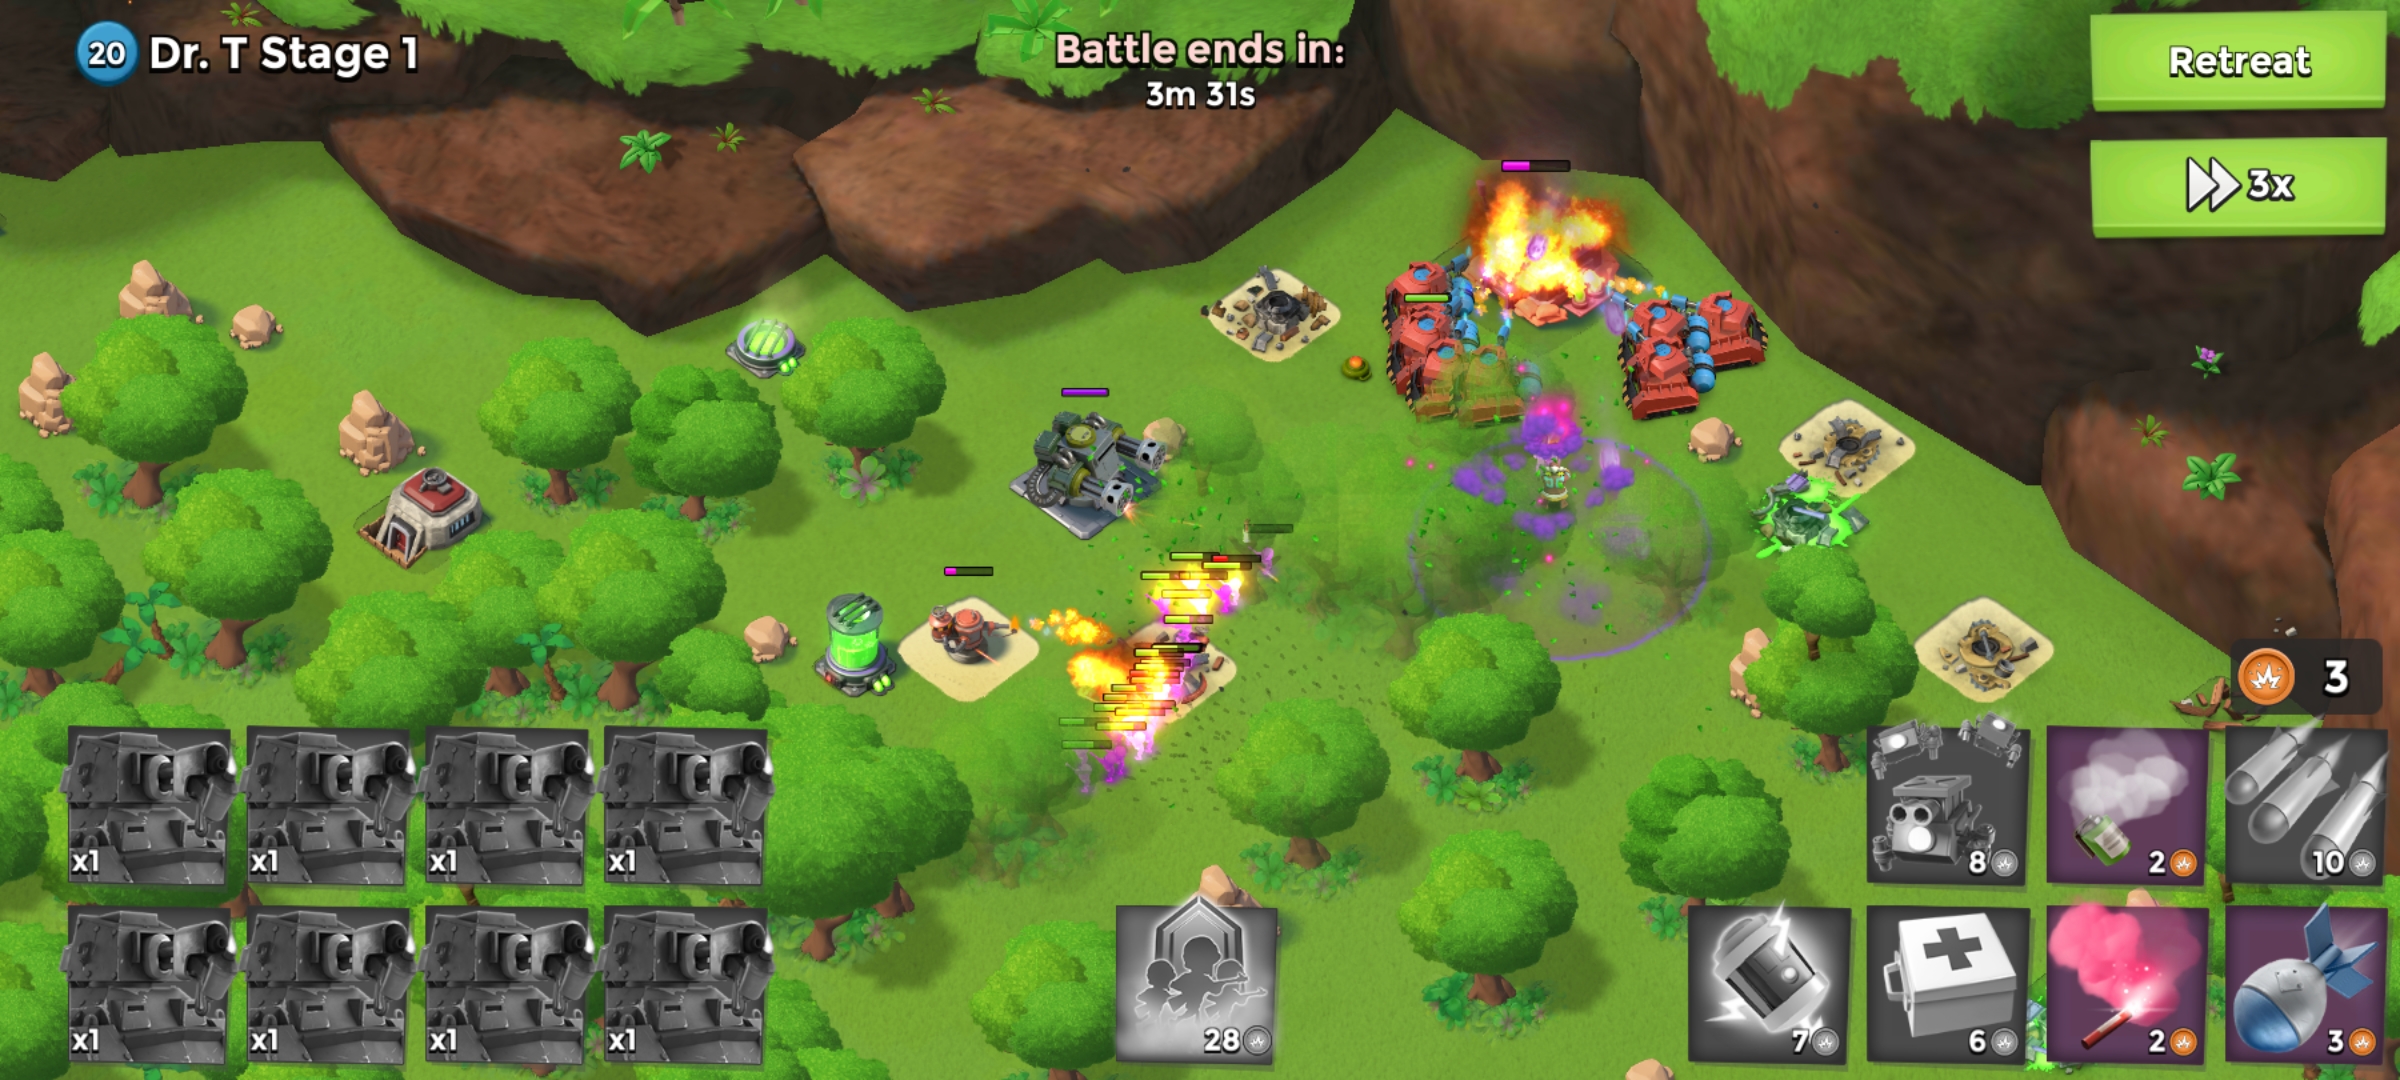 20 Dr. T Stage 1
Battle ends in:
3m 31s
Retreat
3x
3
x1 x1 x1 x1
8 2 10
x1 x1 x1 x1
28
7 6 2 3